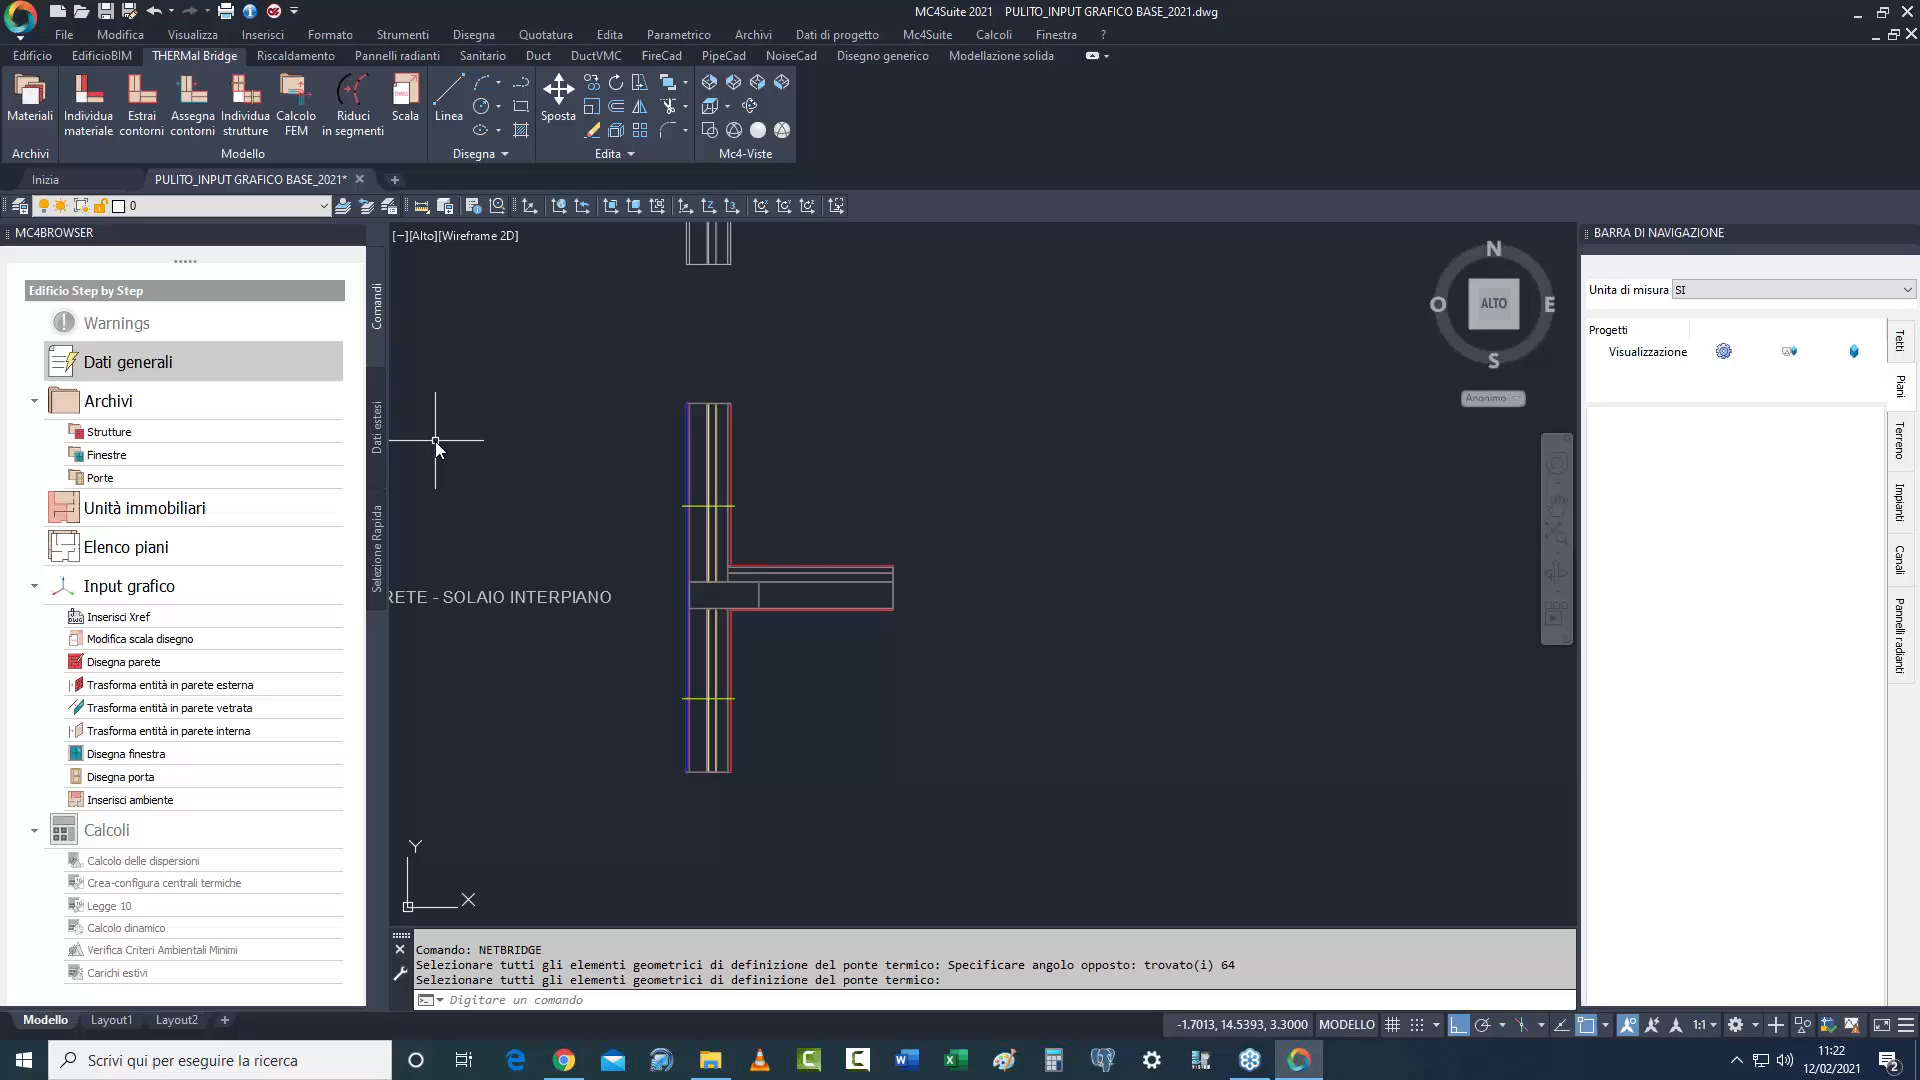 MC4Suite 2021 PULITO_INPUT GRAFICO BASE_2021.dwg
File Modifica Visualizza Inserisci Formato Strumenti Disegna Quotatura Edita Parametrico Archivi Dati di progetto Mc4Suite Calcoli Finestra ?
Edificio EdificioBIM THERMal Bridge Riscaldamento Pannelli radianti Sanitario Duct DuctVMC FireCad PipeCad NoiseCad Disegno generico Modellazione solida
Materiali
Individua materiale
Estrai contorni
Assegna contorni
Individua strutture
Calcolo FEM
Riduci in segmenti
Scala
Linea
Sposta
Archivi Modello Disegna Edita Mc4-Viste
Inizia PULITO_INPUT GRAFICO BASE_2021*
0
MC4BROWSER
Edificio Step by Step
Warnings
Dati generali
Archivi
Strutture
Finestre
Porte
Unità immobiliari
Elenco piani
Input grafico
Inserisci Xref
Modifica scala disegno
Disegna parete
Trasforma entità in parete esterna
Trasforma entità in parete vetrata
Trasforma entità in parete interna
Disegna finestra
Disegna porta
Inserisci ambiente
Calcoli
Calcolo delle dispersioni
Crea-configura centrali termiche
Legge 10
Calcolo dinamico
Verifica Criteri Ambientali Minimi
Carichi estivi
Comandi
Dati estesi
Selezione Rapida
[−][Alto][Wireframe 2D]
RETE - SOLAIO INTERPIANO
Y
X
N
O ALTO E
S
Anonimo
BARRA DI NAVIGAZIONE
Unita di misura SI
Progetti
Visualizzazione
Tetti
Piani
Terreno
Impianti
Canali
Pannelli radianti
Comando: NETBRIDGE
Selezionare tutti gli elementi geometrici di definizione del ponte termico: Specificare angolo opposto: trovato(i) 64
Selezionare tutti gli elementi geometrici di definizione del ponte termico:
Digitare un comando
Modello Layout1 Layout2 +
-1.7013, 14.5393, 3.3000 MODELLO 1:1
Scrivi qui per eseguire la ricerca
11:22
12/02/2021
2